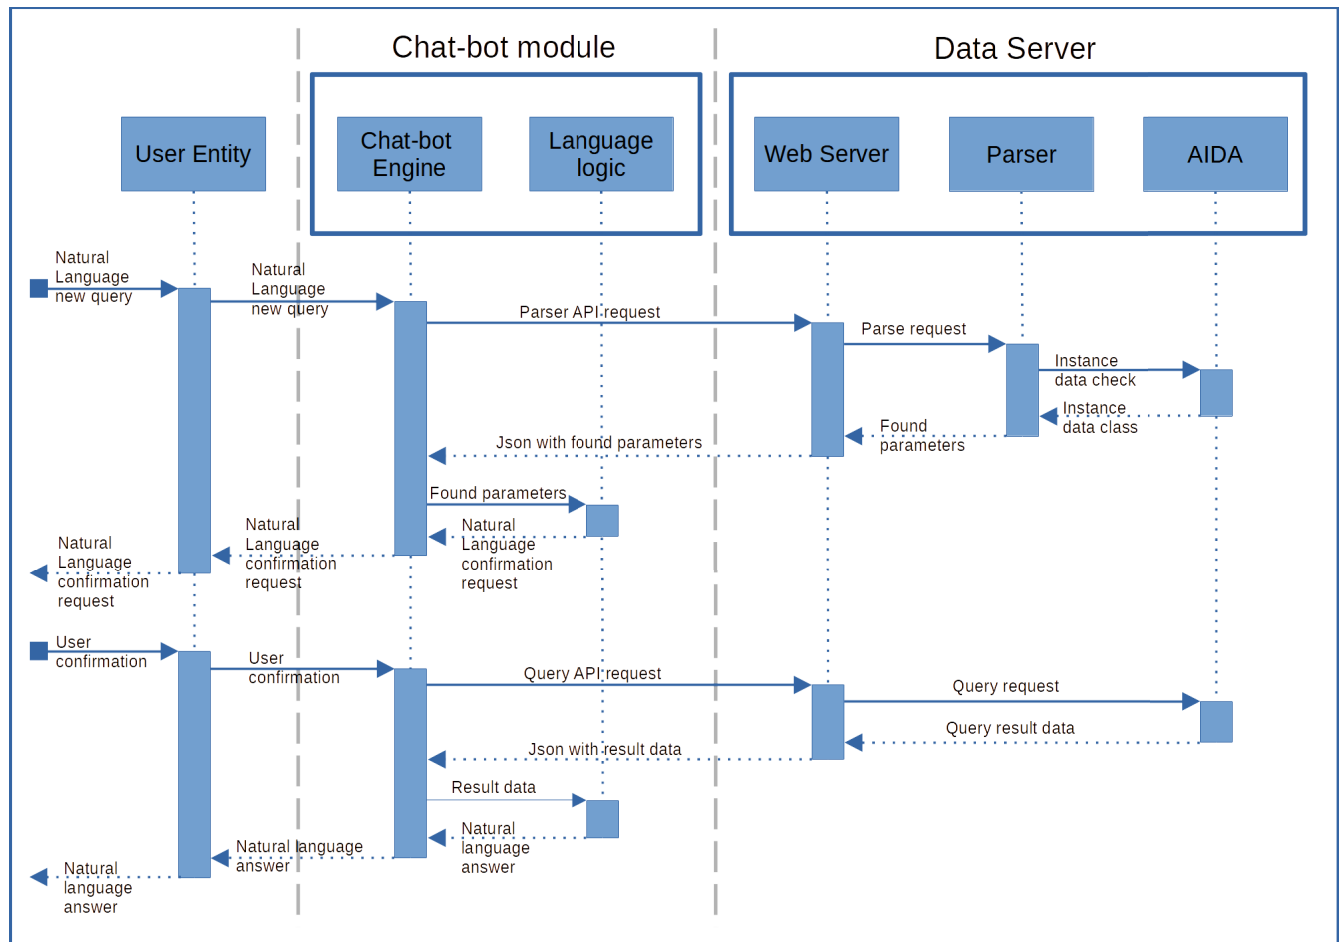 Chat-bot module
Data Server
User Entity
Chat-bot
Engine
Language
logic
Web Server
Parser
AIDA
Natural
Language
new query
Natural
Language
new query
Parser API request
Parse request
Instance
data check
Instance
data class
Found
parameters
Json with found parameters
Found parameters
Natural
Language
confirmation
request
Natural
Language
confirmation
request
Natural
Language
confirmation
request
User
confirmation
User
confirmation
Query API request
Query request
Query result data
Json with result data
Result data
Natural
language
answer
Natural language
answer
Natural
language
answer